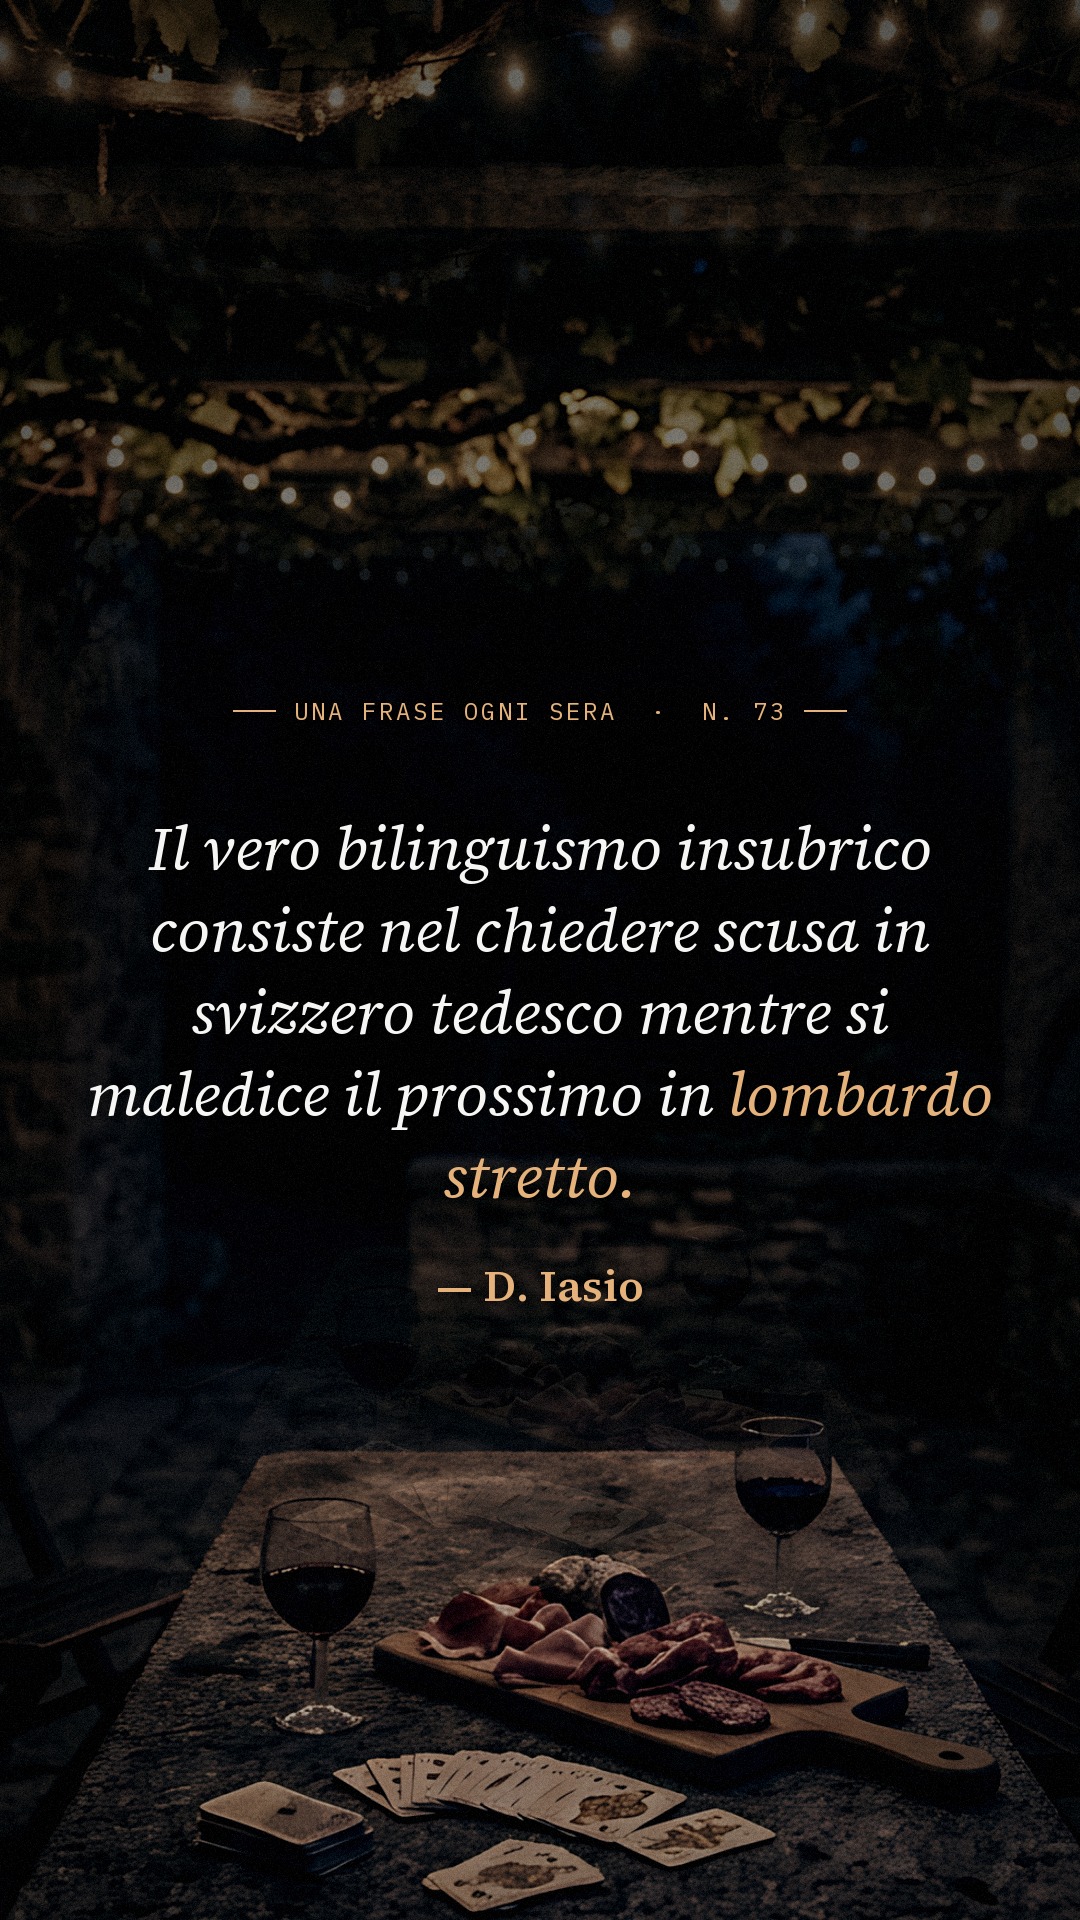 UNA FRASE OGNI SERA · N. 73
Il vero bilinguismo insubrico
consiste nel chiedere scusa in
svizzero tedesco mentre si
maledice il prossimo in lombardo
stretto.
— D. Iasio